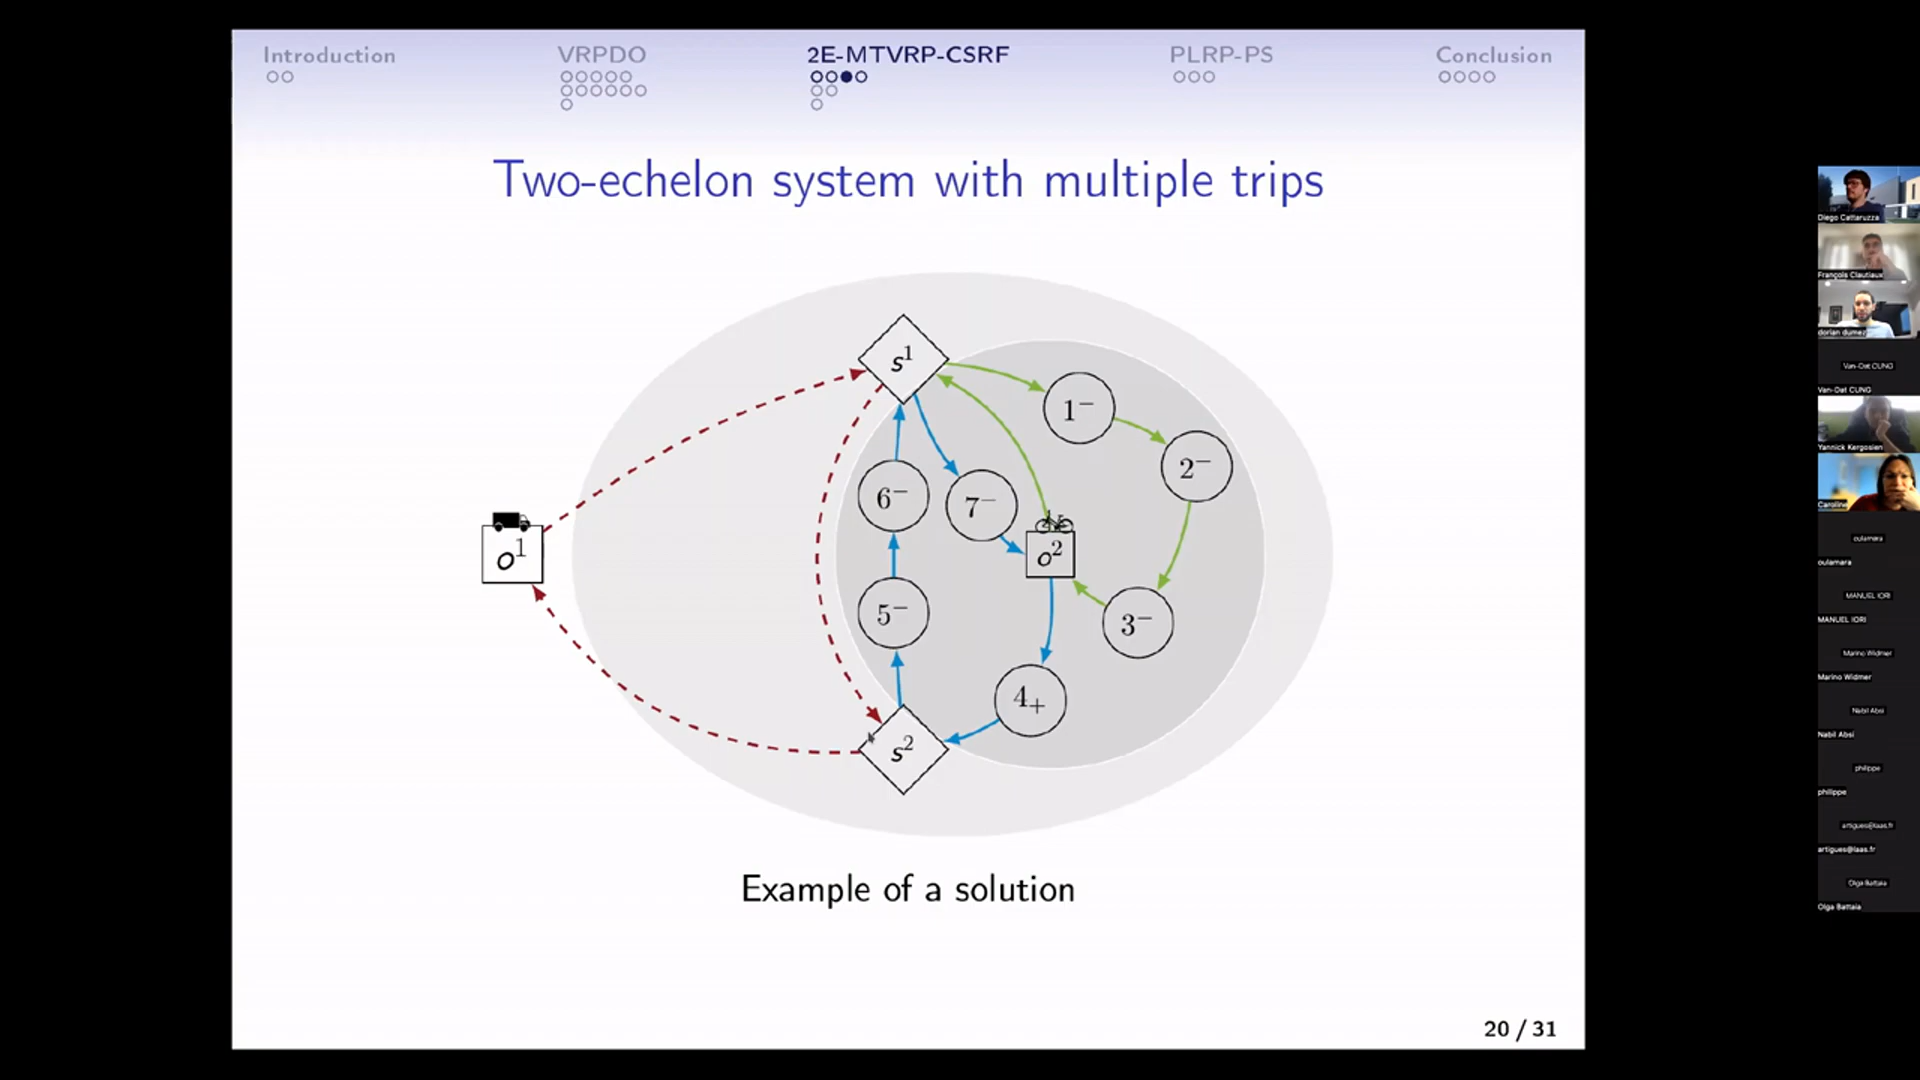 Introduction
VRPDO
2E-MTVRP-CSRF
PLRP-PS
Conclusion
Two-echelon system with multiple trips
s¹
1⁻
2⁻
6⁻
7⁻
o¹
o²
5⁻
3⁻
4₊
s²
Example of a solution
20 / 31
Diego Cattaruzza
François Clautiaux
dorian dumez
Van-Dat CUNG
Van-Dat CUNG
Yannick Kergosien
Caroline
oulamara
oulamara
MANUEL IORI
MANUEL IORI
Marino Widmer
Marino Widmer
Nabil Absi
Nabil Absi
philippe
philippe
artigues@laas.fr
artigues@laas.fr
Olga Battaia
Olga Battaia